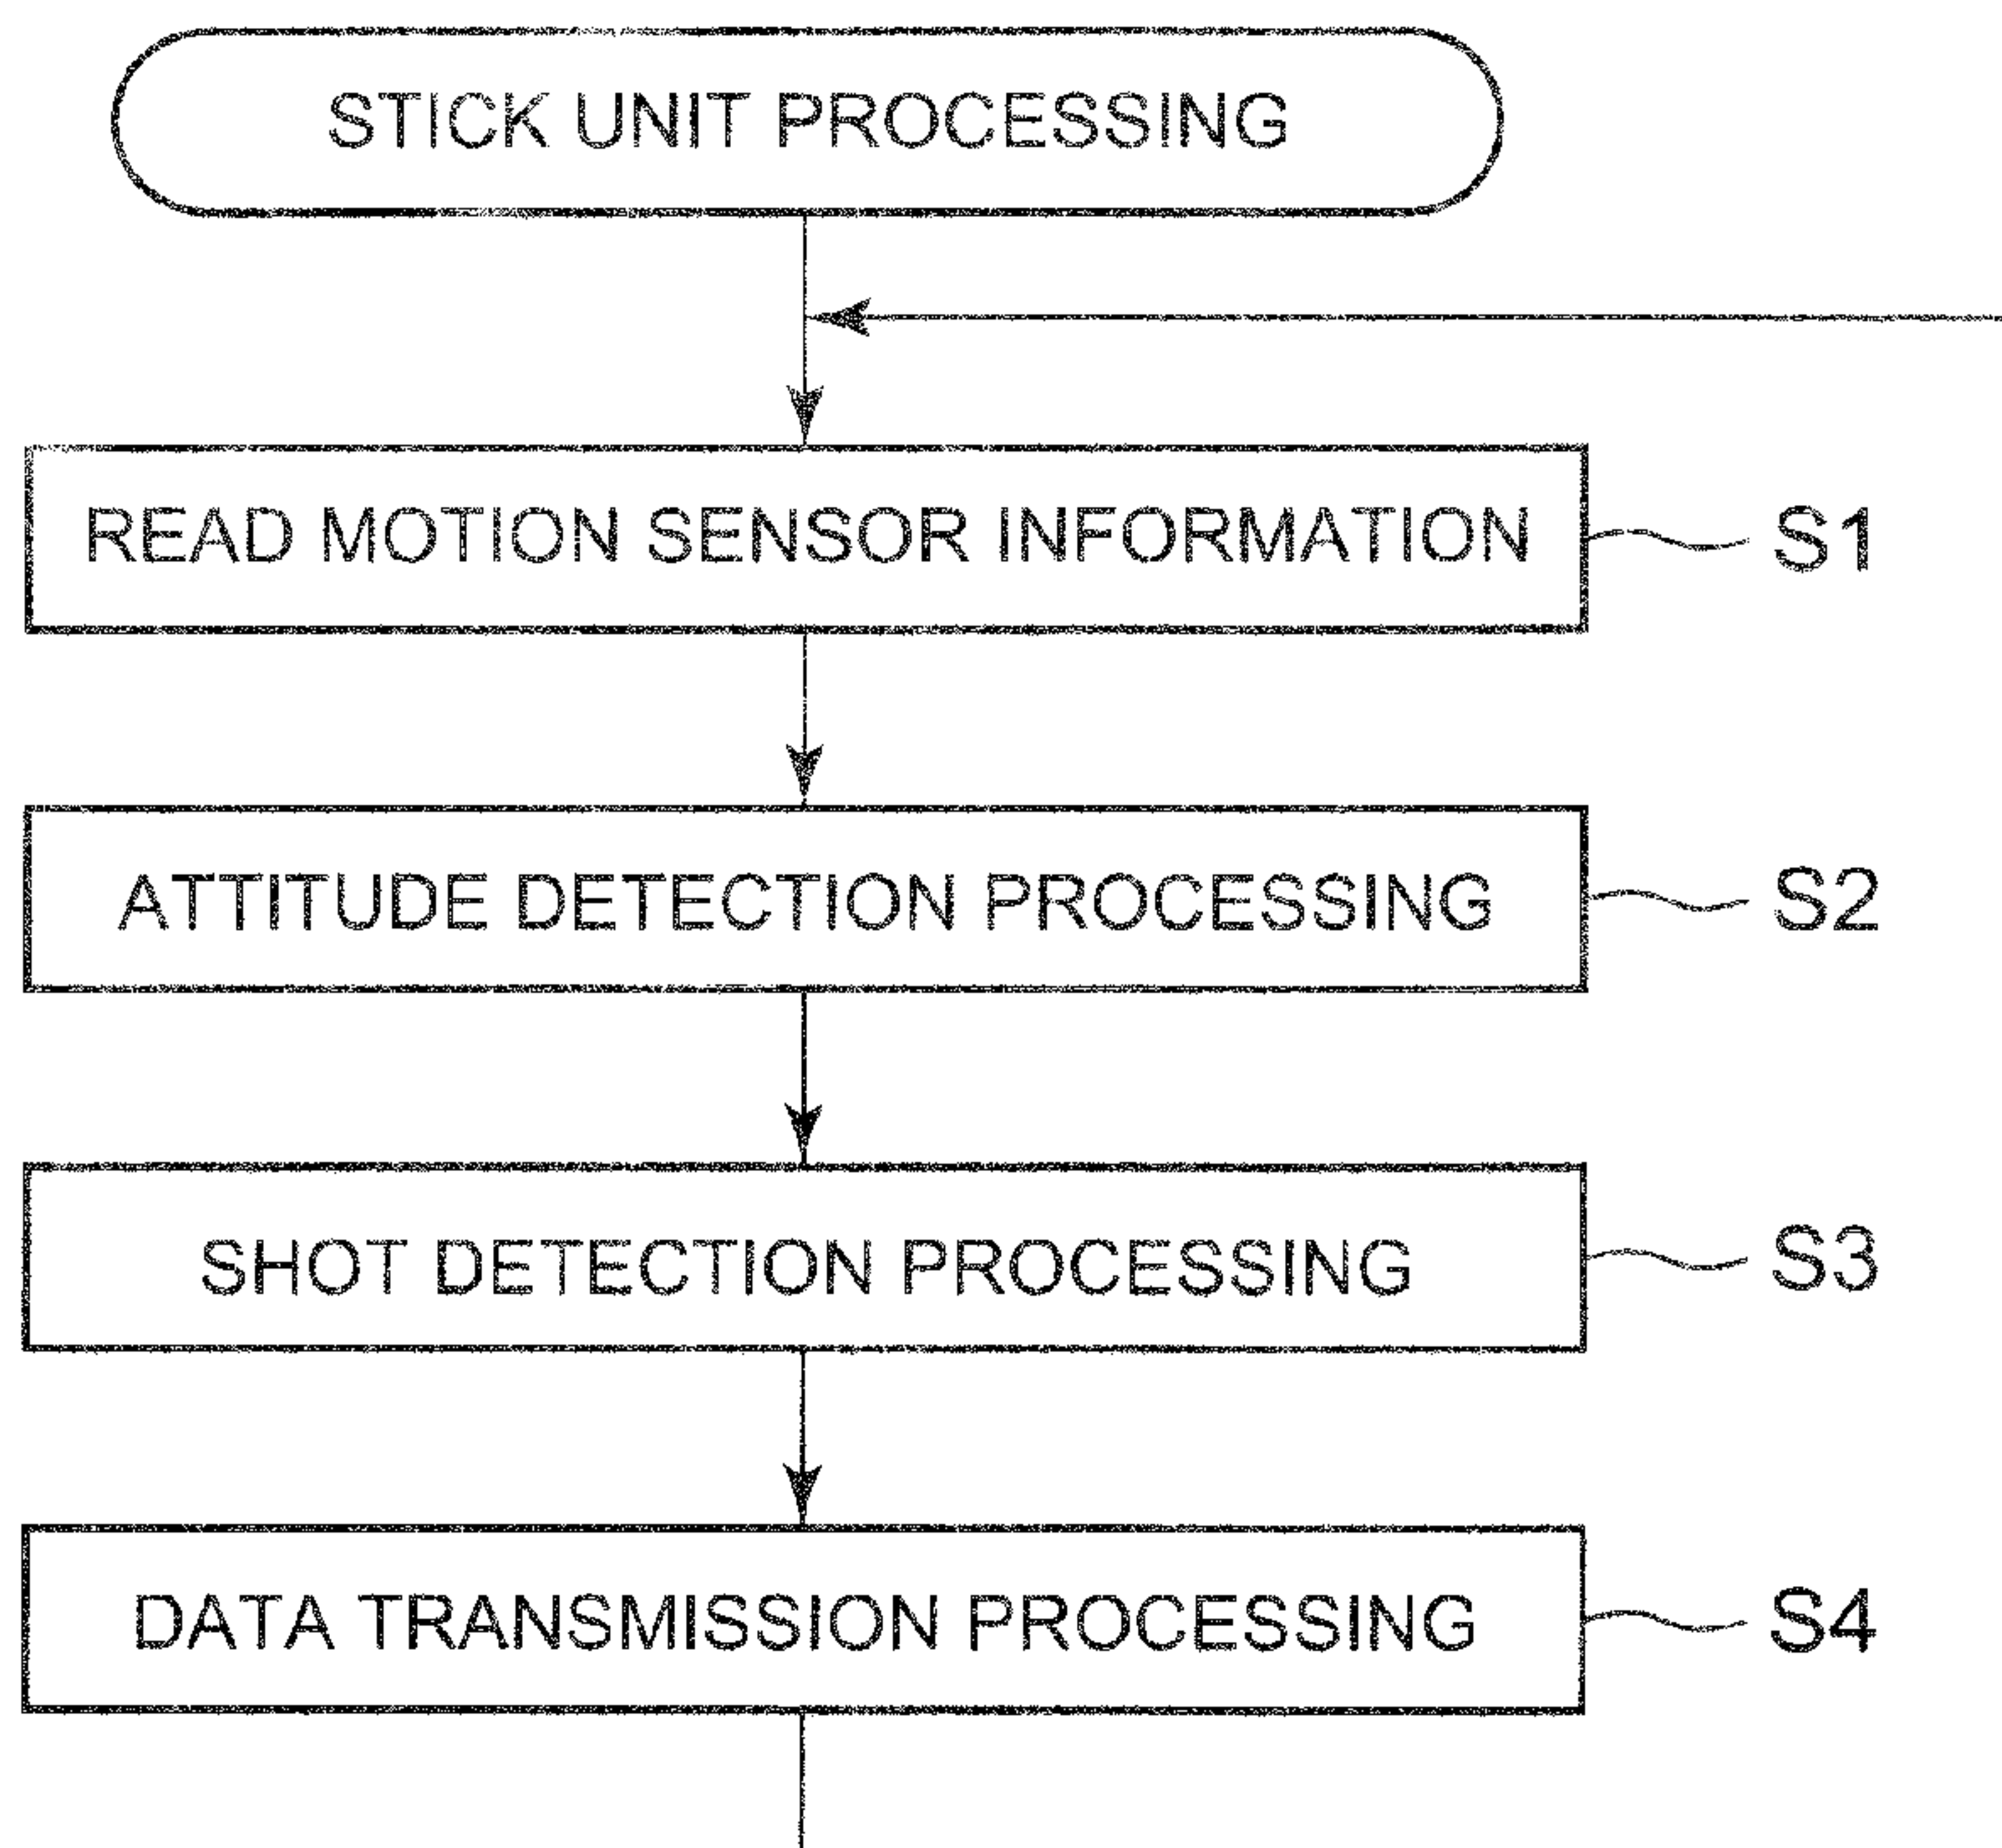 STICK UNIT PROCESSING
READ MOTION SENSOR INFORMATION S1
ATTITUDE DETECTION PROCESSING S2
SHOT DETECTION PROCESSING S3
DATA TRANSMISSION PROCESSING S4